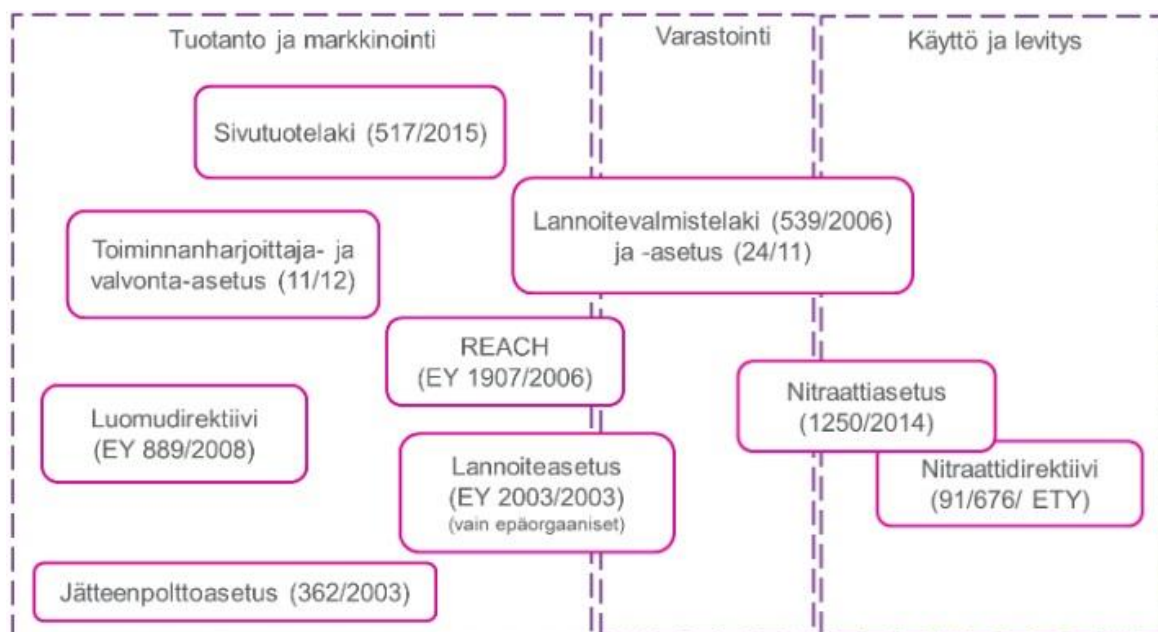 Tuotanto ja markkinointi
Varastointi
Käyttö ja levitys
Sivutuotelaki (517/2015)
Lannoitevalmistelaki (539/2006)
ja -asetus (24/11)
Toiminnanharjoittaja- ja
valvonta-asetus (11/12)
REACH
(EY 1907/2006)
Nitraattiasetus
(1250/2014)
Luomudirektiivi
(EY 889/2008)
Lannoiteasetus
(EY 2003/2003)
(vain epäorgaaniset)
Nitraattidirektiivi
(91/676/ ETY)
Jätteenpolttoasetus (362/2003)